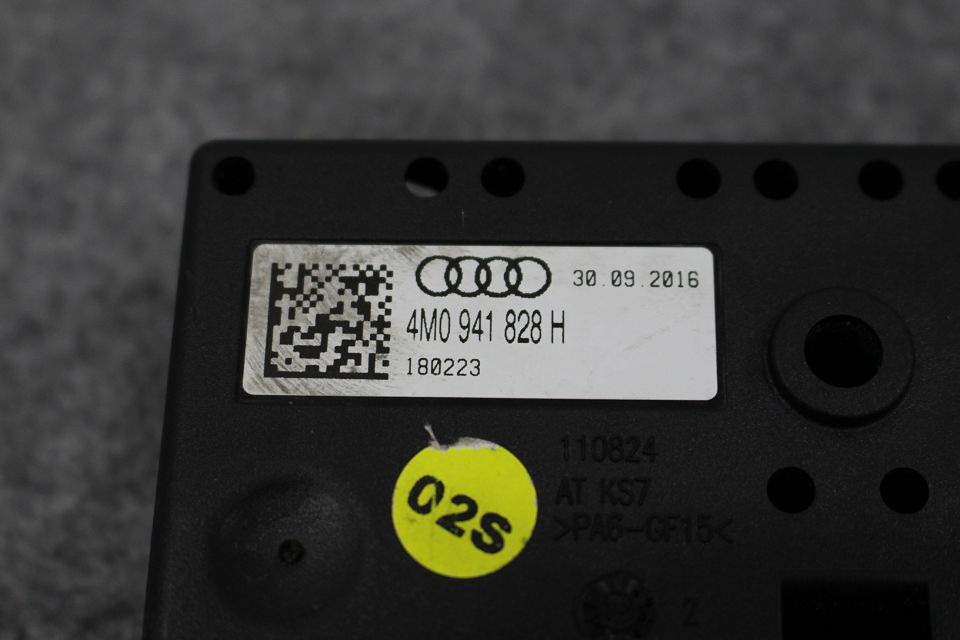 30.09.2016
4M0 941 828 H
180223
110824
AT KS7
>PA6-GF15<
02S
2